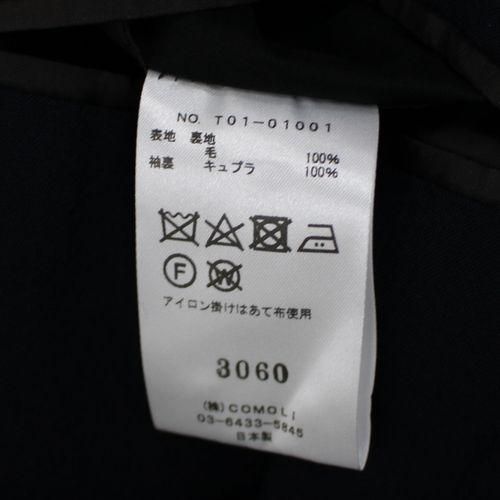 NO. T01-01001
表地 裏地
毛 100%
袖裏 キュプラ 100%
F W
アイロン掛けはあて布使用
3060
(株)COMOLI
03-6433-5845
日本製